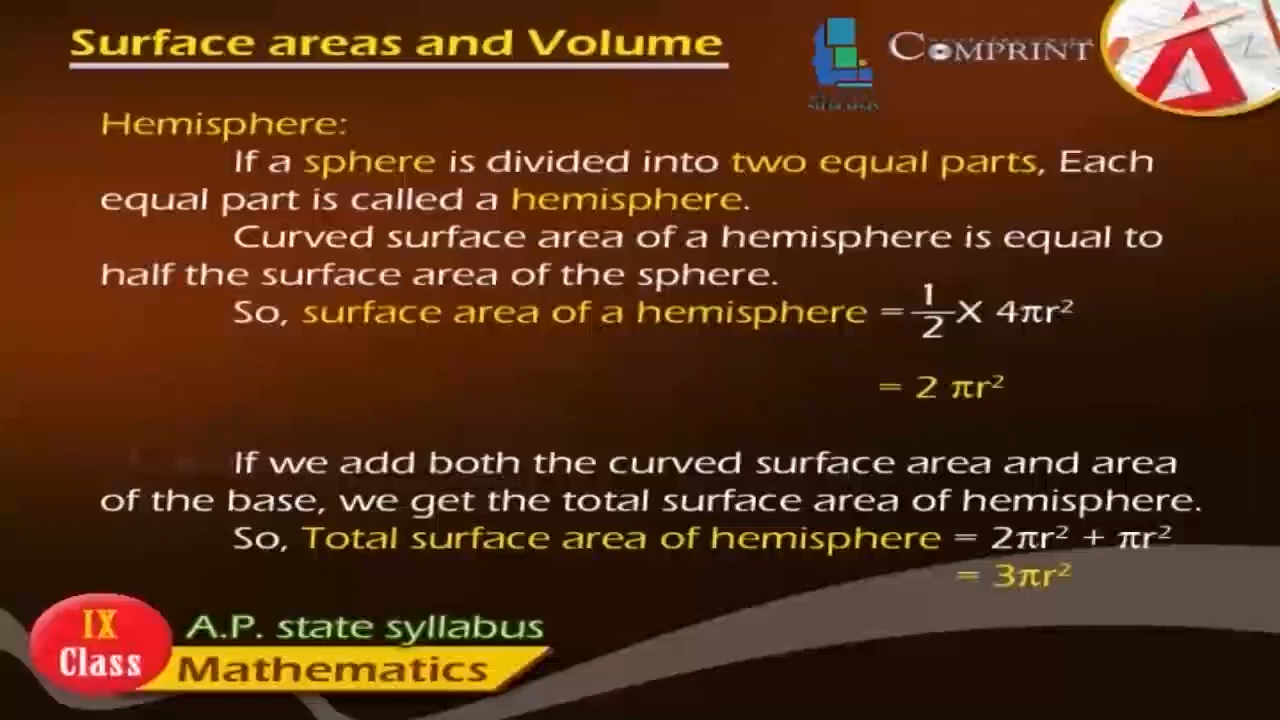 Surface areas and Volume
COMPRINT
Hemisphere:
If a sphere is divided into two equal parts, Each
equal part is called a hemisphere.
Curved surface area of a hemisphere is equal to
half the surface area of the sphere.
So, surface area of a hemisphere = 1/2 X 4πr²
= 2 πr²
If we add both the curved surface area and area
of the base, we get the total surface area of hemisphere.
So, Total surface area of hemisphere = 2πr² + πr²
= 3πr²
IX
Class
A.P. state syllabus
Mathematics